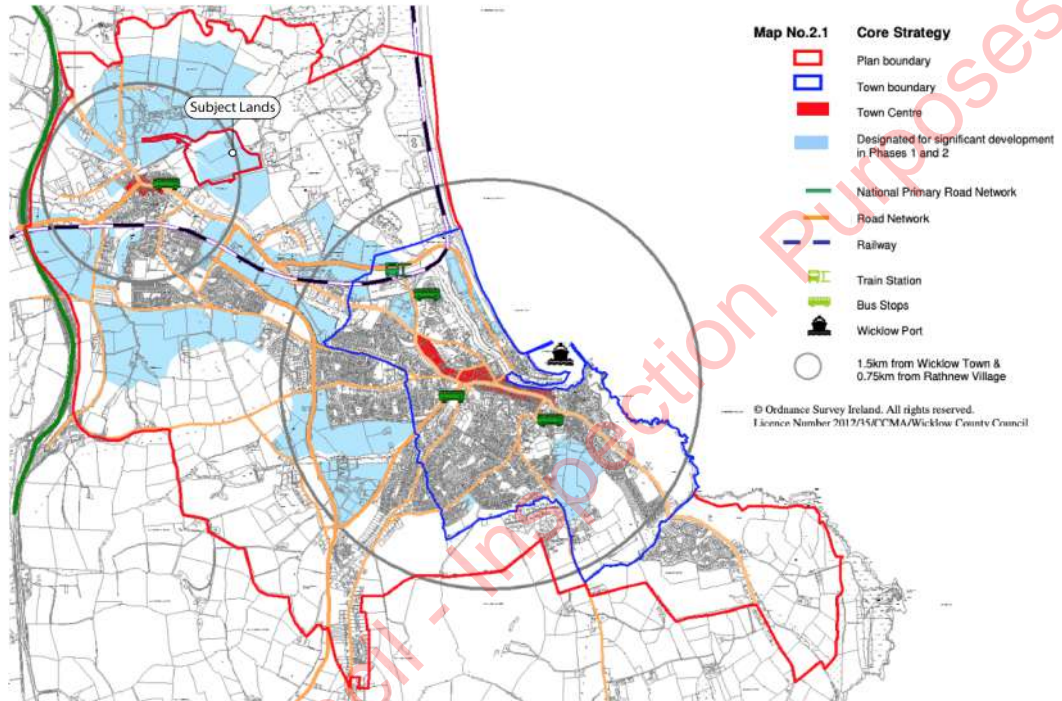 Subject Lands
Map No.2.1 Core Strategy
Plan boundary
Town boundary
Town Centre
Designated for significant development
in Phases 1 and 2
National Primary Road Network
Road Network
Railway
Train Station
Bus Stops
Wicklow Port
1.5km from Wicklow Town &
0.75km from Rathnew Village
© Ordnance Survey Ireland. All rights reserved.
Licence Number 2012/35/CCMA/Wicklow County Council
cil - Inspection Purposes